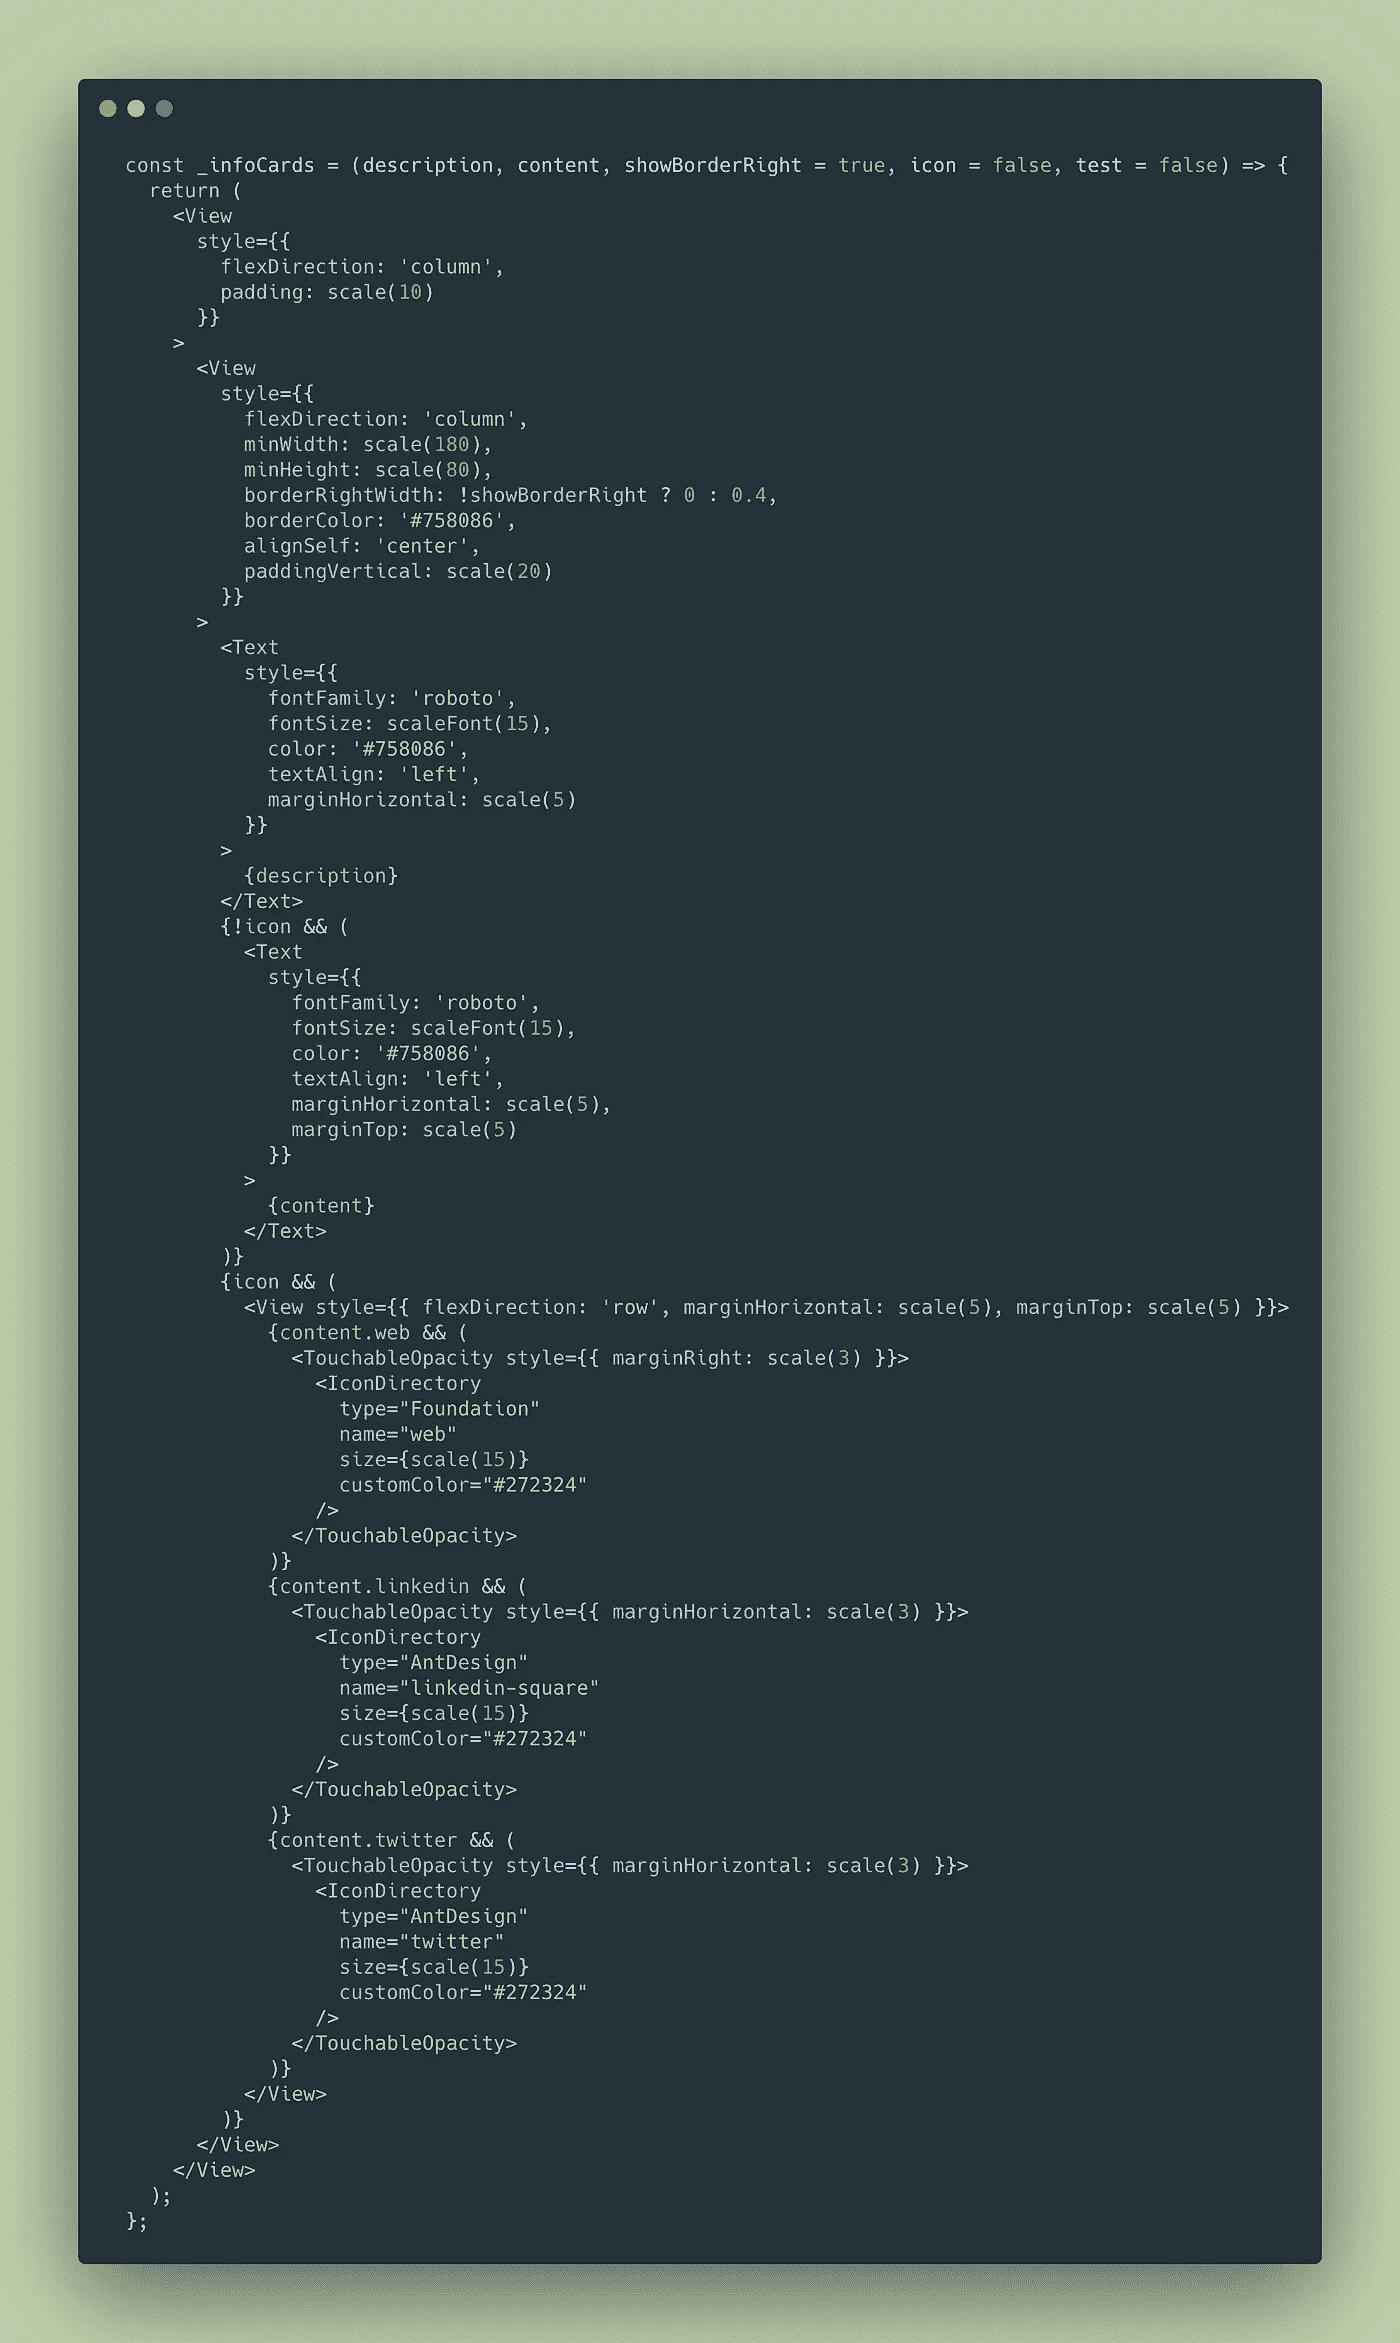 const _infoCards = (description, content, showBorderRight = true, icon = false, test = false) => {
  return (
    <View
      style={{
        flexDirection: 'column',
        padding: scale(10)
      }}
    >
      <View
        style={{
          flexDirection: 'column',
          minWidth: scale(180),
          minHeight: scale(80),
          borderRightWidth: !showBorderRight ? 0 : 0.4,
          borderColor: '#758086',
          alignSelf: 'center',
          paddingVertical: scale(20)
        }}
      >
        <Text
          style={{
            fontFamily: 'roboto',
            fontSize: scaleFont(15),
            color: '#758086',
            textAlign: 'left',
            marginHorizontal: scale(5)
          }}
        >
          {description}
        </Text>
        {!icon && (
          <Text
            style={{
              fontFamily: 'roboto',
              fontSize: scaleFont(15),
              color: '#758086',
              textAlign: 'left',
              marginHorizontal: scale(5),
              marginTop: scale(5)
            }}
          >
            {content}
          </Text>
        )}
        {icon && (
          <View style={{ flexDirection: 'row', marginHorizontal: scale(5), marginTop: scale(5) }}>
            {content.web && (
              <TouchableOpacity style={{ marginRight: scale(3) }}>
                <IconDirectory
                  type="Foundation"
                  name="web"
                  size={scale(15)}
                  customColor="#272324"
                />
              </TouchableOpacity>
            )}
            {content.linkedin && (
              <TouchableOpacity style={{ marginHorizontal: scale(3) }}>
                <IconDirectory
                  type="AntDesign"
                  name="linkedin-square"
                  size={scale(15)}
                  customColor="#272324"
                />
              </TouchableOpacity>
            )}
            {content.twitter && (
              <TouchableOpacity style={{ marginHorizontal: scale(3) }}>
                <IconDirectory
                  type="AntDesign"
                  name="twitter"
                  size={scale(15)}
                  customColor="#272324"
                />
              </TouchableOpacity>
            )}
          </View>
        )}
      </View>
    </View>
  );
};